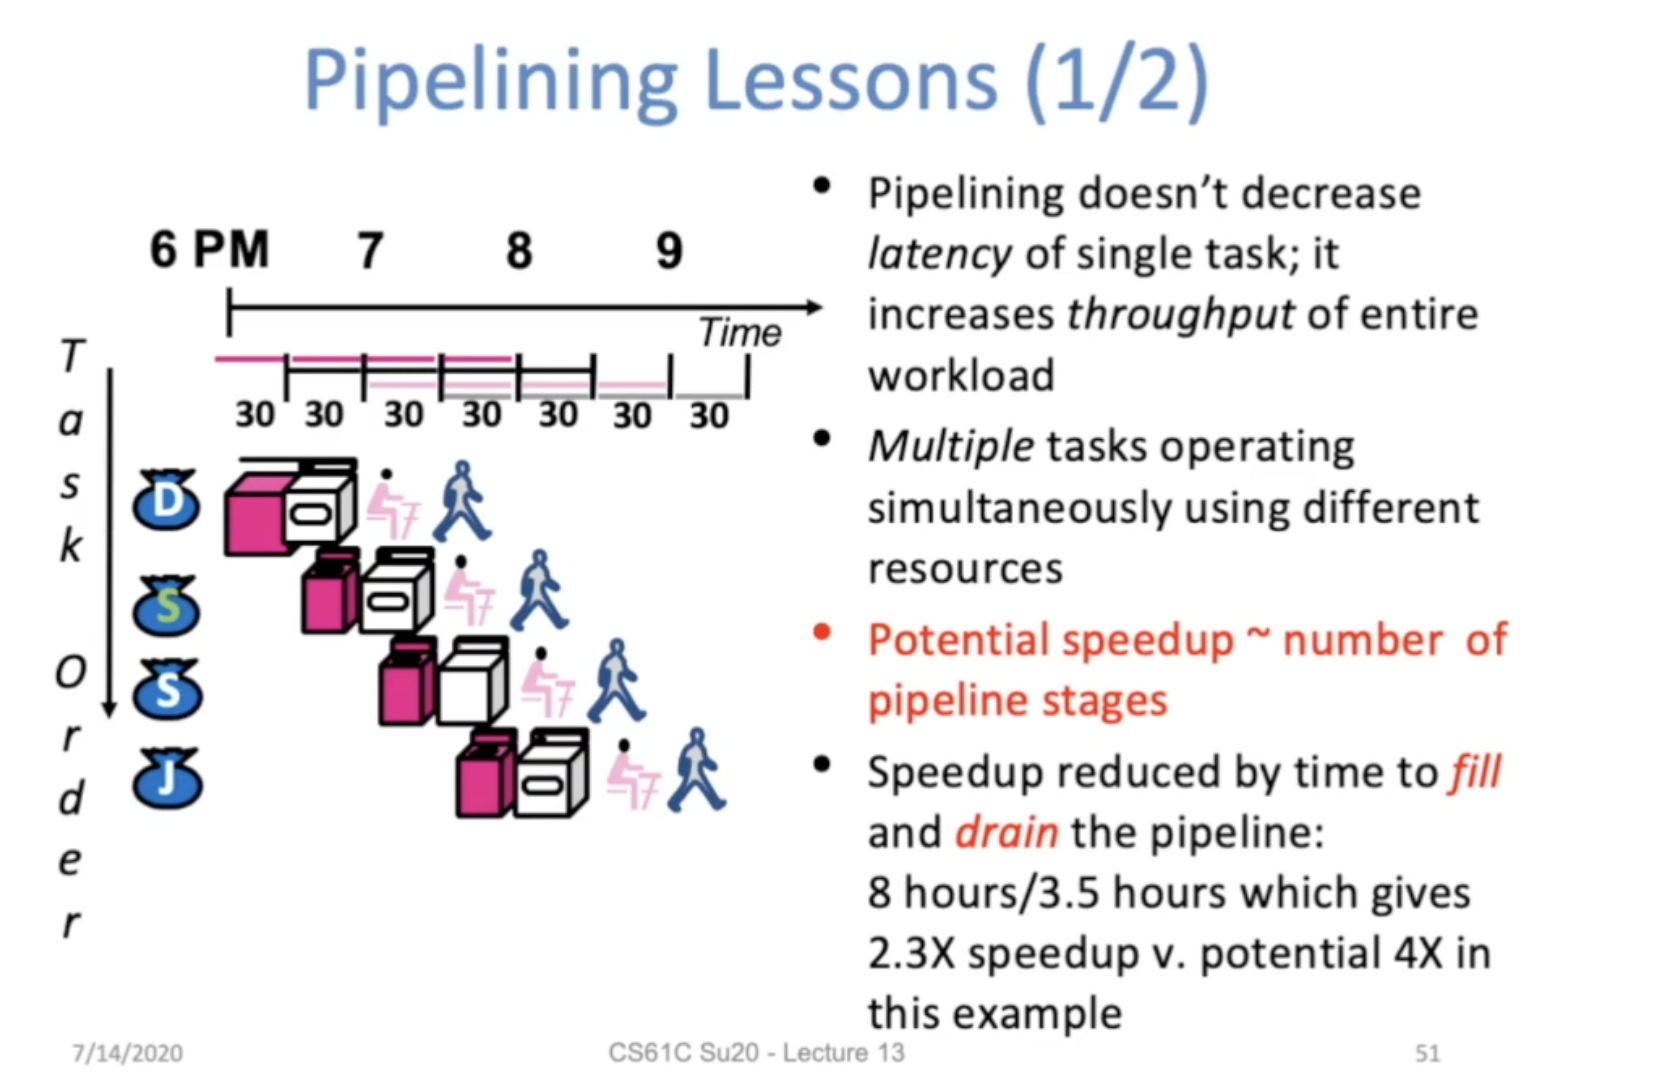 Pipelining Lessons (1/2)
6 PM 7 8 9
Time
30 30 30 30 30 30 30
Task Order
D
S
S
J
• Pipelining doesn’t decrease
latency of single task; it
increases throughput of entire
workload
• Multiple tasks operating
simultaneously using different
resources
• Potential speedup ~ number of
pipeline stages
• Speedup reduced by time to fill
and drain the pipeline:
8 hours/3.5 hours which gives
2.3X speedup v. potential 4X in
this example
7/14/2020
CS61C Su20 - Lecture 13
51